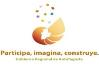 Participa, imagina, construye.
Gobierno Regional de Antofagasta